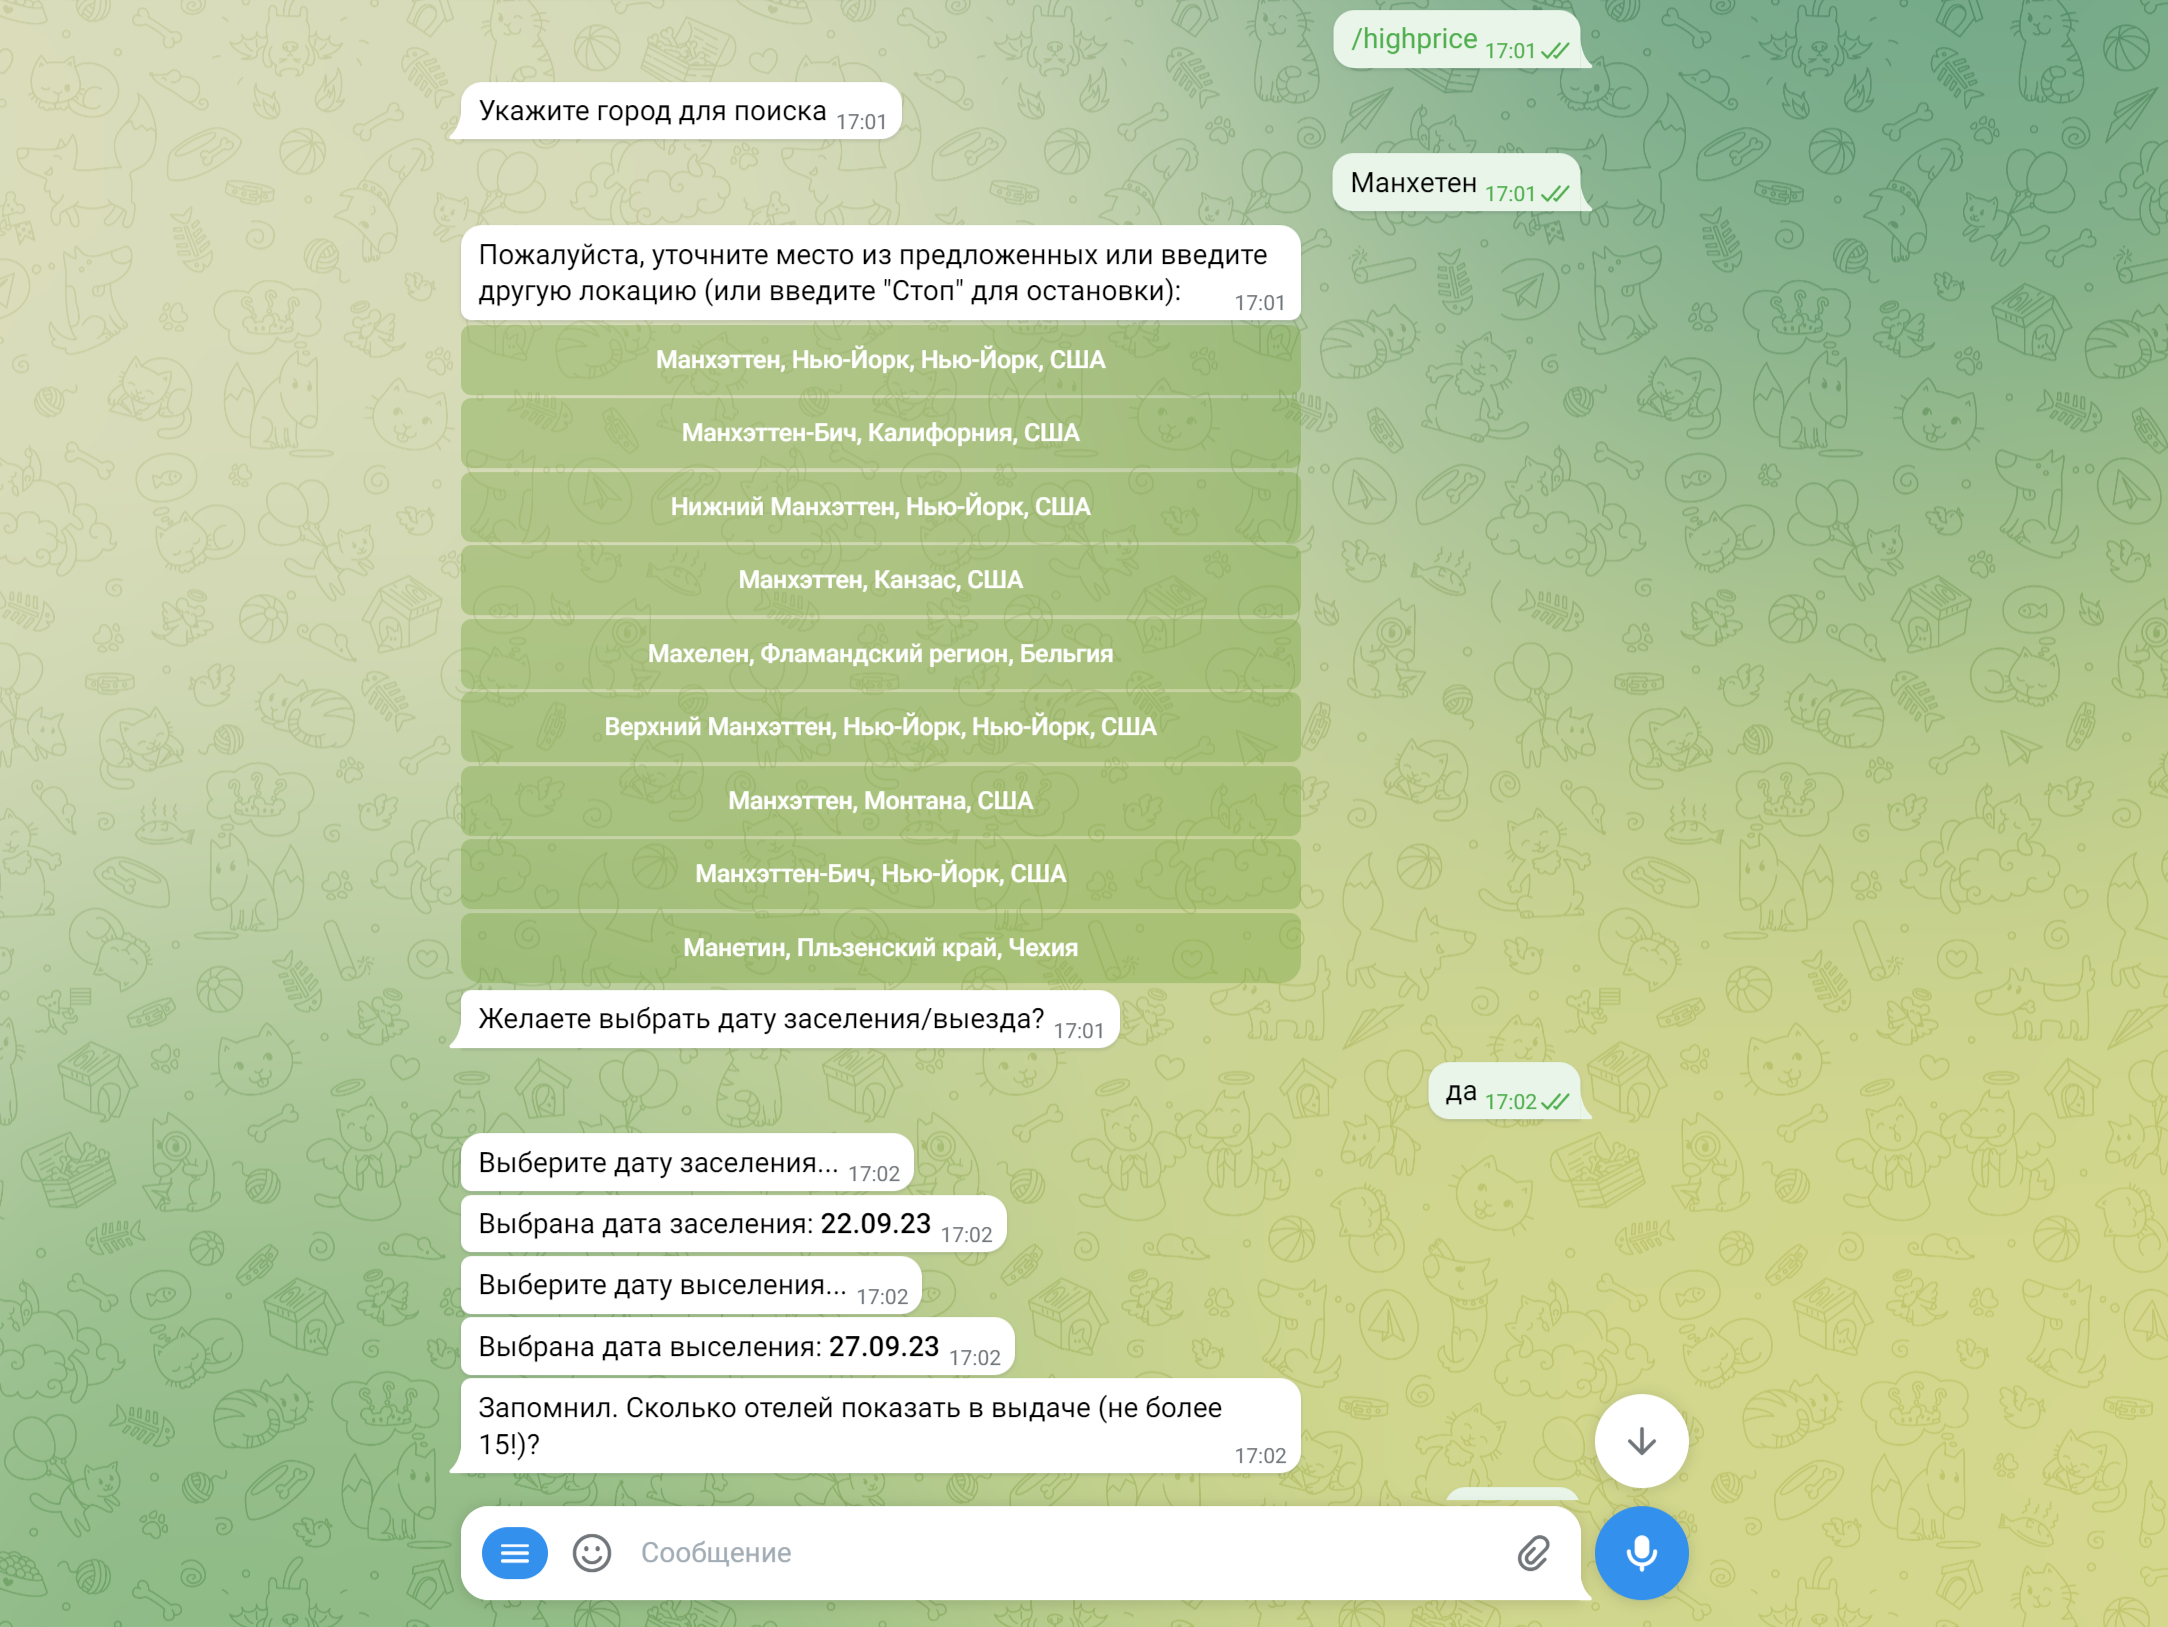 /highprice 17:01
Укажите город для поиска 17:01
Манхетен 17:01
Пожалуйста, уточните место из предложенных или введите
другую локацию (или введите "Стоп" для остановки): 17:01
Манхэттен, Нью-Йорк, Нью-Йорк, США
Манхэттен-Бич, Калифорния, США
Нижний Манхэттен, Нью-Йорк, США
Манхэттен, Канзас, США
Махелен, Фламандский регион, Бельгия
Верхний Манхэттен, Нью-Йорк, Нью-Йорк, США
Манхэттен, Монтана, США
Манхэттен-Бич, Нью-Йорк, США
Манетин, Пльзенский край, Чехия
Желаете выбрать дату заселения/выезда? 17:01
да 17:02
Выберите дату заселения... 17:02
Выбрана дата заселения: 22.09.23 17:02
Выберите дату выселения... 17:02
Выбрана дата выселения: 27.09.23 17:02
Запомнил. Сколько отелей показать в выдаче (не более
15!)? 17:02
Сообщение